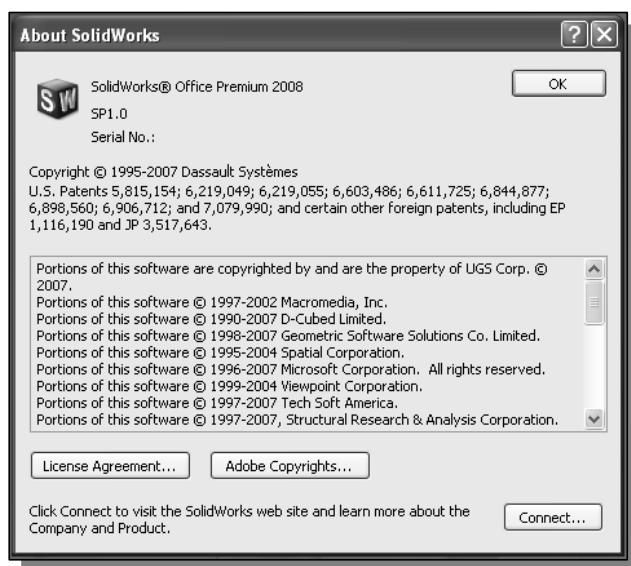 About SolidWorks
SW
SolidWorks® Office Premium 2008
OK
SP1.0
Serial No.:
Copyright © 1995-2007 Dassault Systèmes
U.S. Patents 5,815,154; 6,219,049; 6,219,055; 6,603,486; 6,611,725; 6,844,877;
6,898,560; 6,906,712; and 7,079,990; and certain other foreign patents, including EP
1,116,190 and JP 3,517,643.
Portions of this software are copyrighted by and are the property of UGS Corp. ©
2007.
Portions of this software © 1997-2002 Macromedia, Inc.
Portions of this software © 1990-2007 D-Cubed Limited.
Portions of this software © 1998-2007 Geometric Software Solutions Co. Limited.
Portions of this software © 1995-2004 Spatial Corporation.
Portions of this software © 1996-2007 Microsoft Corporation.  All rights reserved.
Portions of this software © 1999-2004 Viewpoint Corporation.
Portions of this software © 1997-2007 Tech Soft America.
Portions of this software © 1997-2007, Structural Research & Analysis Corporation.
License Agreement...
Adobe Copyrights...
Click Connect to visit the SolidWorks web site and learn more about the
Company and Product.
Connect...